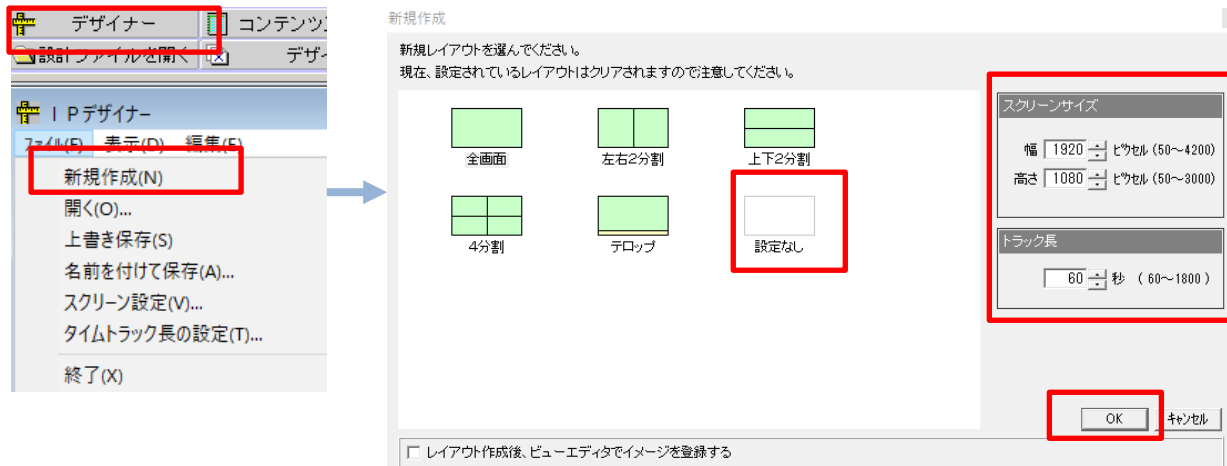 デザイナー
コンテンツ
設計ファイルを開く
デザイ
ＩＰデザイナー
ファイル(F) 表示(D) 編集(E)
新規作成(N)
開く(O)...
上書き保存(S)
名前を付けて保存(A)...
スクリーン設定(V)...
タイムトラック長の設定(T)...
終了(X)
新規作成
新規レイアウトを選んでください。
現在、設定されているレイアウトはクリアされますので注意してください。
全画面
左右2分割
上下2分割
4分割
テロップ
設定なし
スクリーンサイズ
幅 1920 ピクセル (50～4200)
高さ 1080 ピクセル (50～3000)
トラック長
60 秒 ( 60～1800 )
OK
キャンセル
レイアウト作成後、ビューエディタでイメージを登録する